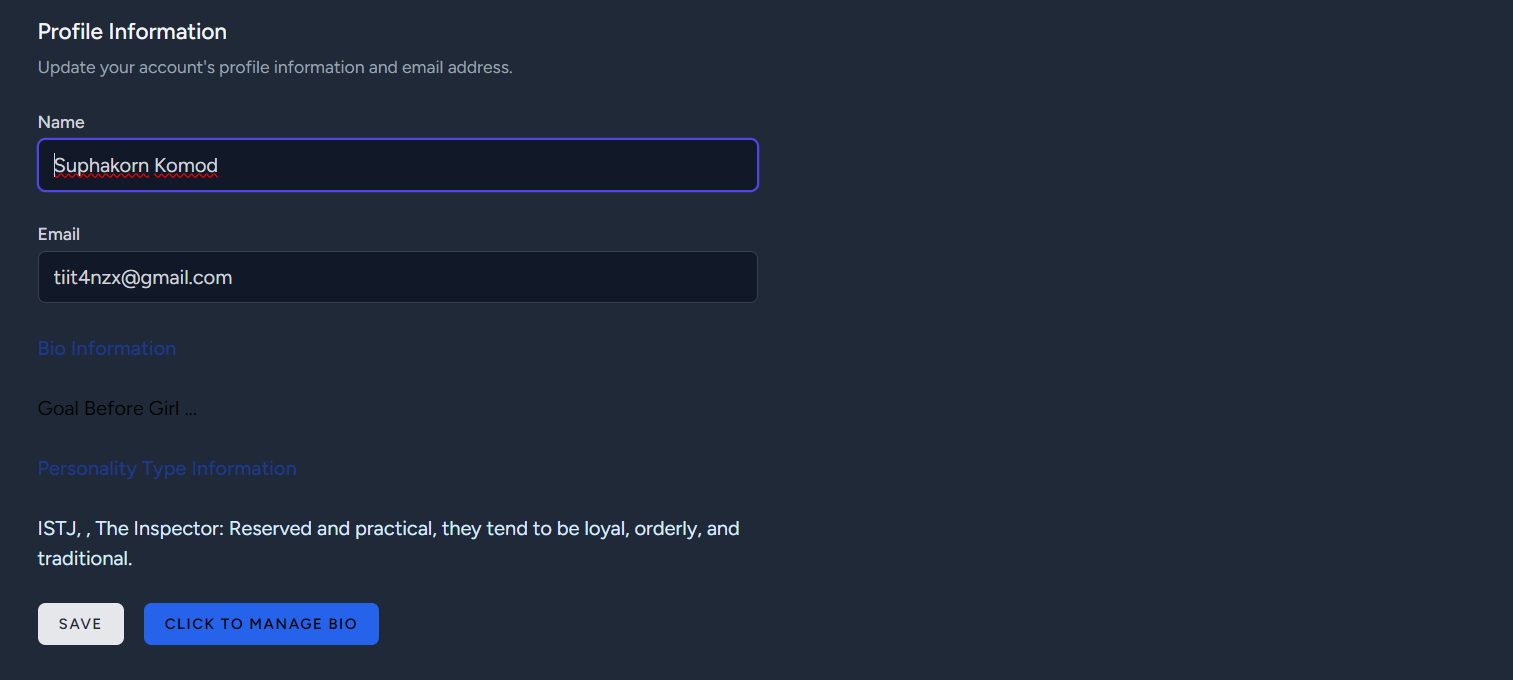 Profile Information
Update your account's profile information and email address.
Name
Suphakorn Komod
Email
tiit4nzx@gmail.com
Bio Information
Goal Before Girl ...
Personality Type Information
ISTJ, , The Inspector: Reserved and practical, they tend to be loyal, orderly, and
traditional.
SAVE
CLICK TO MANAGE BIO